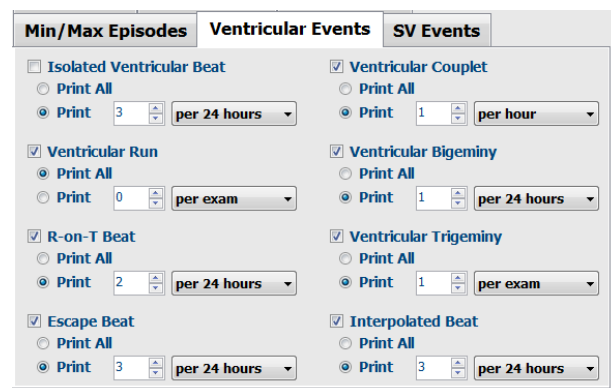 Min/Max Episodes Ventricular Events SV Events
Isolated Ventricular Beat Ventricular Couplet
Print All Print All
Print 3 per 24 hours Print 1 per hour
Ventricular Run Ventricular Bigeminy
Print All Print All
Print 0 per exam Print 1 per 24 hours
R-on-T Beat Ventricular Trigeminy
Print All Print All
Print 2 per 24 hours Print 1 per exam
Escape Beat Interpolated Beat
Print All Print All
Print 3 per 24 hours Print 3 per 24 hours